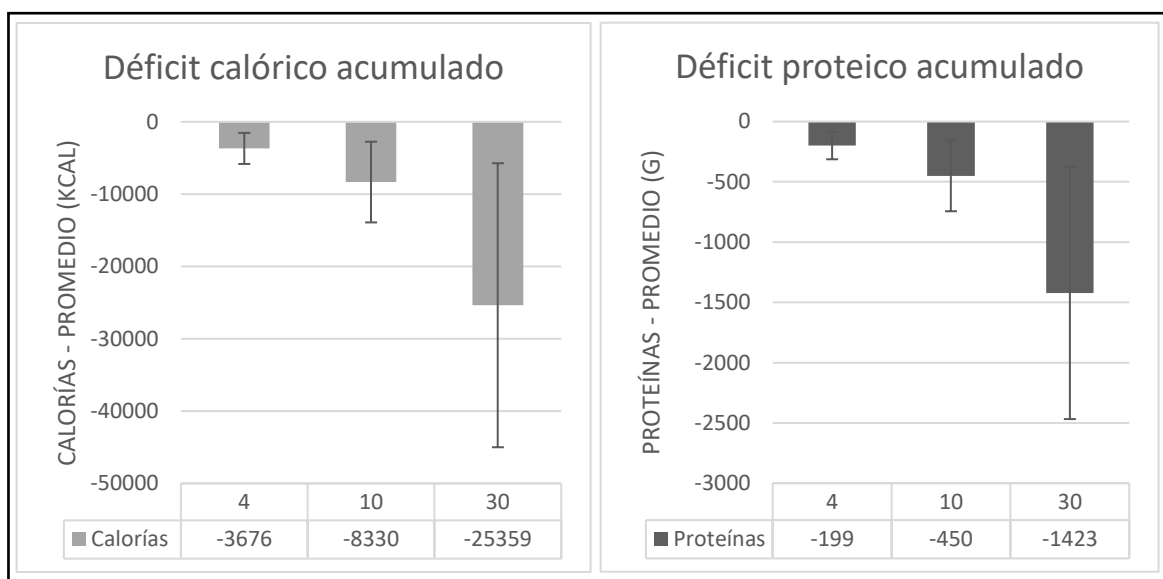 Déficit calórico acumulado
CALORÍAS - PROMEDIO (KCAL)
0
-10000
-20000
-30000
-40000
-50000
4 10 30
Calorías -3676 -8330 -25359
Déficit proteico acumulado
PROTEÍNAS - PROMEDIO (G)
0
-500
-1000
-1500
-2000
-2500
-3000
4 10 30
Proteínas -199 -450 -1423